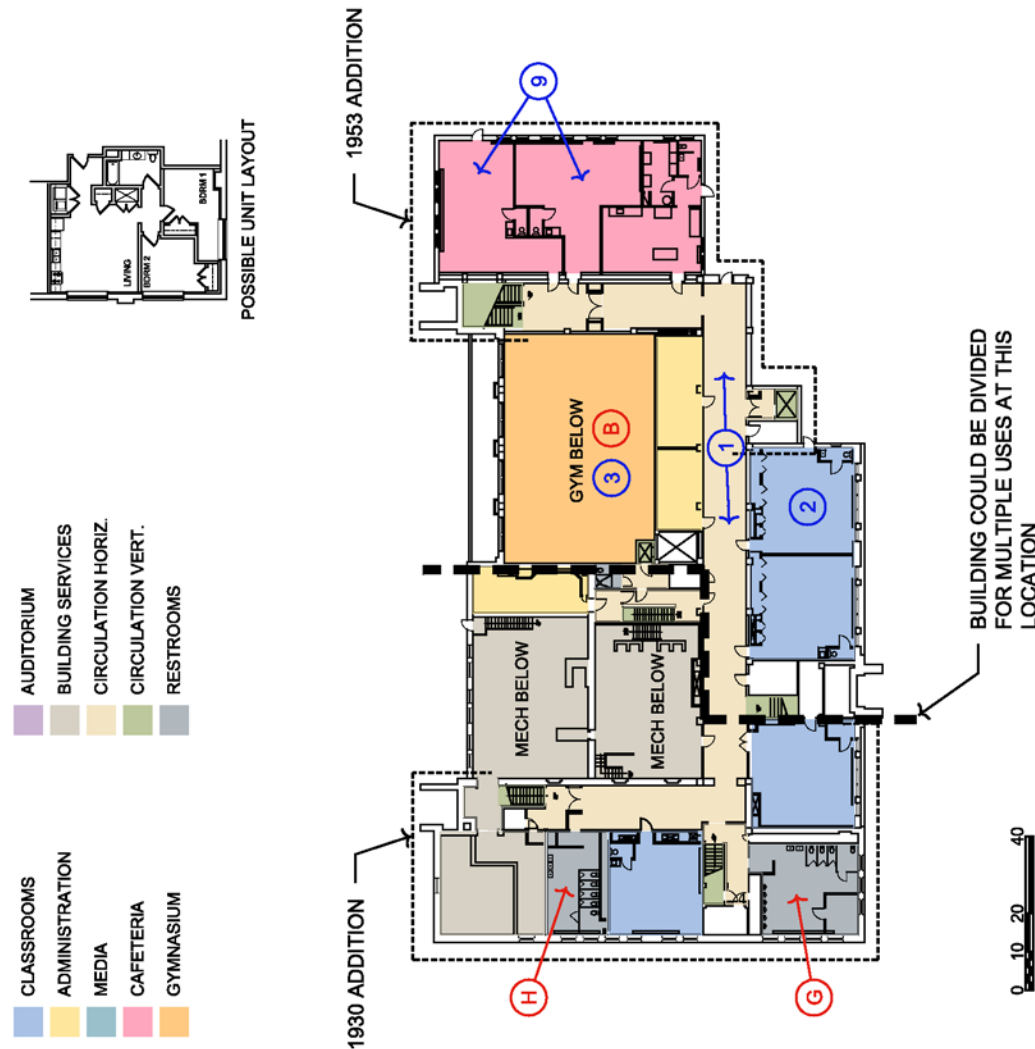 CLASSROOMS
ADMINISTRATION
MEDIA
CAFETERIA
GYMNASIUM
AUDITORIUM
BUILDING SERVICES
CIRCULATION HORIZ.
CIRCULATION VERT.
RESTROOMS
LIVING
BDRM 2
BDRM 1
POSSIBLE UNIT LAYOUT
1930 ADDITION
1953 ADDITION
MECH BELOW
MECH BELOW
GYM BELOW
3
B
9
1
2
H
G
BUILDING COULD BE DIVIDED
FOR MULTIPLE USES AT THIS
LOCATION
0 10 20 40